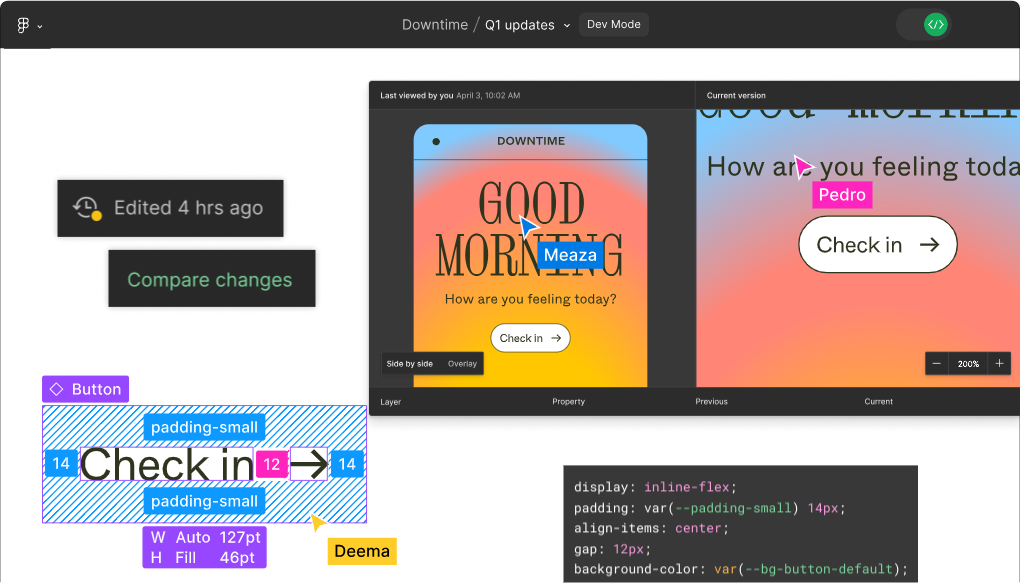 Downtime / Q1 updates
Dev Mode
</>
Last viewed by you April 3, 10:02 AM
Current version
DOWNTIME
GOOD
MORNING
How are you feeling today?
Check in →
Meaza
GOOD MORNIN
How are you feeling toda
Pedro
Check in →
Edited 4 hrs ago
Compare changes
Side by side Overlay
− 200% +
Layer Property Previous Current
Button
padding-small
14 Check in 12 → 14
padding-small
W Auto 127pt
H Fill 46pt
Deema
display: inline-flex;
padding: var(--padding-small) 14px;
align-items: center;
gap: 12px;
background-color: var(--bg-button-default);